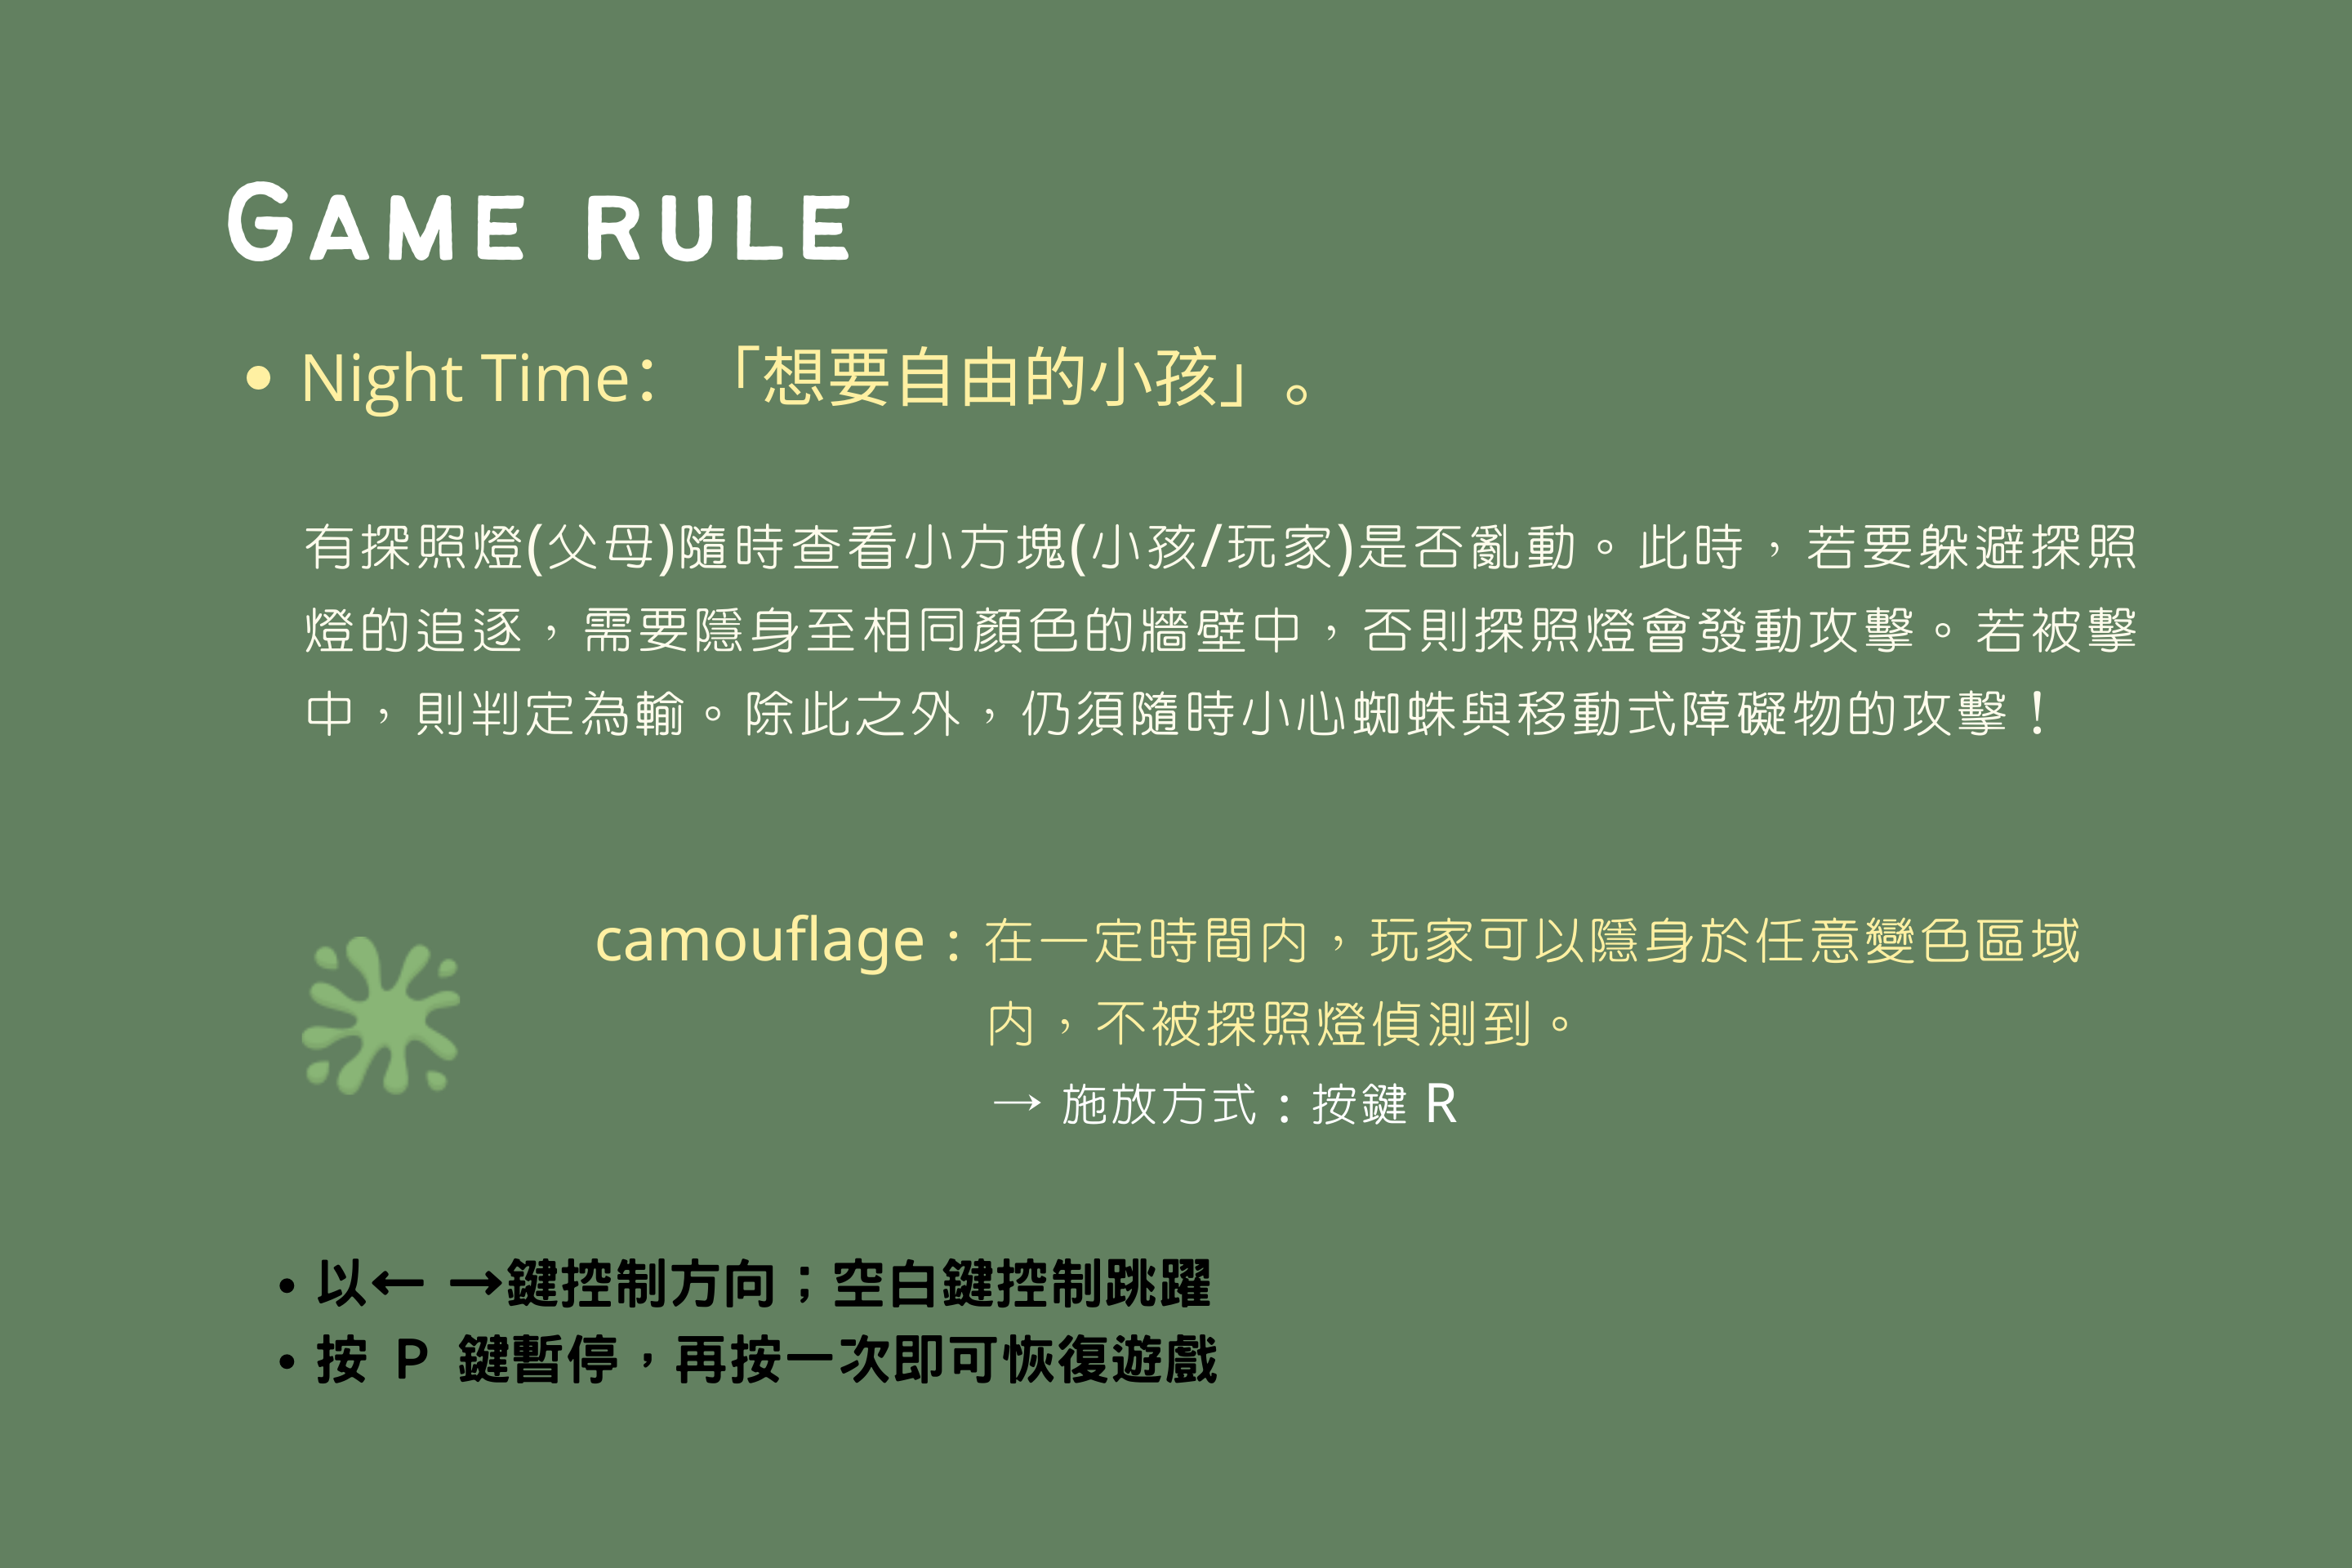 GAME RULE
• Night Time：「想要自由的小孩」。
有探照燈(父母)隨時查看小方塊(小孩/玩家)是否亂動。此時，若要躲避探照
燈的追逐，需要隱身至相同顏色的牆壁中，否則探照燈會發動攻擊。若被擊
中，則判定為輸。除此之外，仍須隨時小心蜘蛛與移動式障礙物的攻擊！
camouflage：在一定時間內，玩家可以隱身於任意變色區域
內，不被探照燈偵測到。
→ 施放方式：按鍵 R
• 以← →鍵控制方向；空白鍵控制跳躍
• 按 P 鍵暫停，再按一次即可恢復遊戲